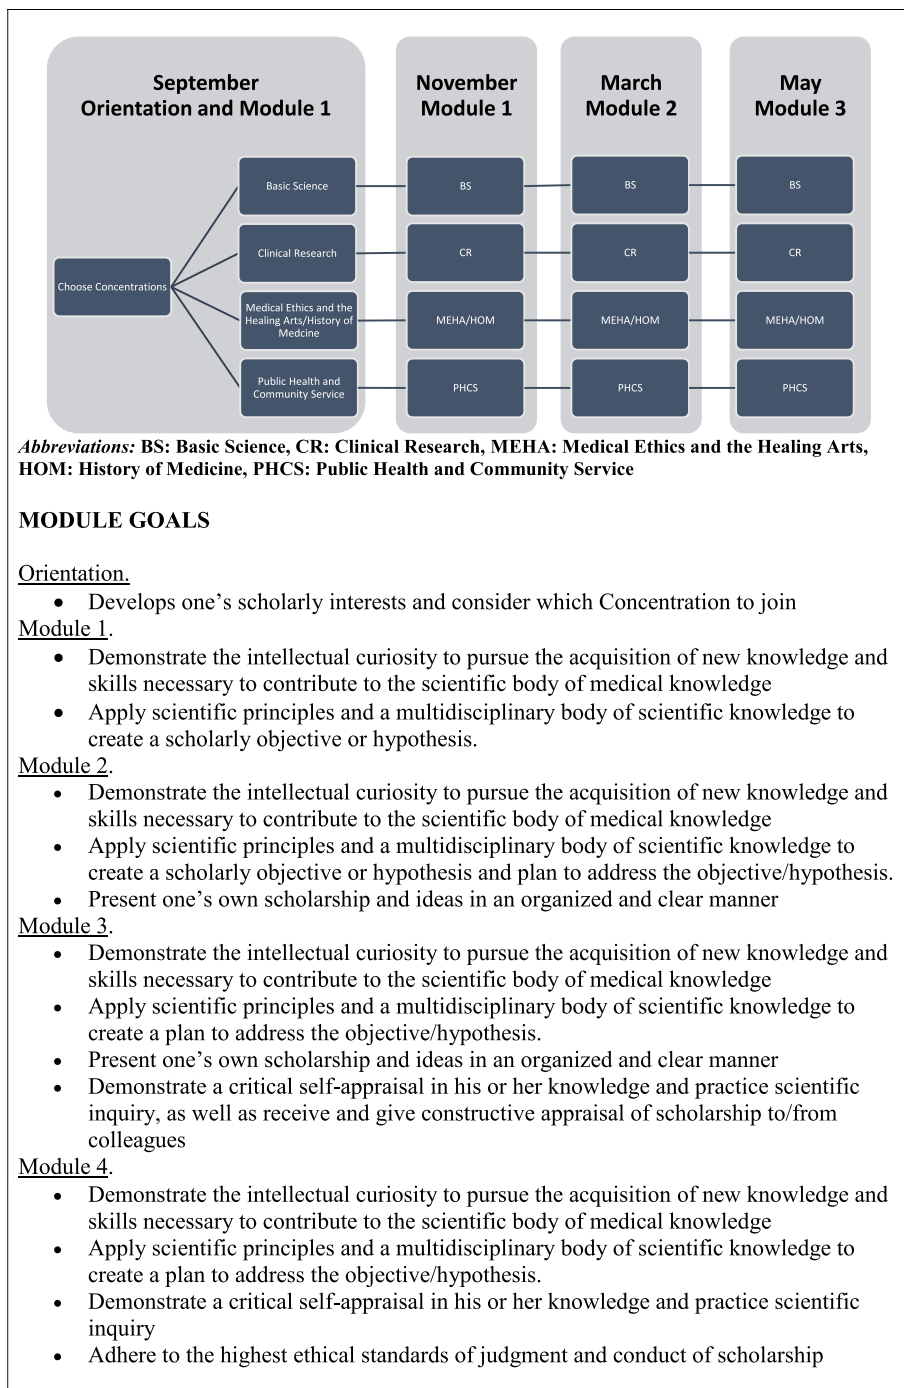 September
Orientation and Module 1
November
Module 1
March
Module 2
May
Module 3
Choose Concentrations
Basic Science
BS
BS
BS
Clinical Research
CR
CR
CR
Medical Ethics and the
Healing Arts/History of
Medcine
MEHA/HOM
MEHA/HOM
MEHA/HOM
Public Health and
Community Service
PHCS
PHCS
PHCS
Abbreviations: BS: Basic Science, CR: Clinical Research, MEHA: Medical Ethics and the Healing Arts,
HOM: History of Medicine, PHCS: Public Health and Community Service
MODULE GOALS
Orientation.
• Develops one’s scholarly interests and consider which Concentration to join
Module 1.
• Demonstrate the intellectual curiosity to pursue the acquisition of new knowledge and
skills necessary to contribute to the scientific body of medical knowledge
• Apply scientific principles and a multidisciplinary body of scientific knowledge to
create a scholarly objective or hypothesis.
Module 2.
• Demonstrate the intellectual curiosity to pursue the acquisition of new knowledge and
skills necessary to contribute to the scientific body of medical knowledge
• Apply scientific principles and a multidisciplinary body of scientific knowledge to
create a scholarly objective or hypothesis and plan to address the objective/hypothesis.
• Present one’s own scholarship and ideas in an organized and clear manner
Module 3.
• Demonstrate the intellectual curiosity to pursue the acquisition of new knowledge and
skills necessary to contribute to the scientific body of medical knowledge
• Apply scientific principles and a multidisciplinary body of scientific knowledge to
create a plan to address the objective/hypothesis.
• Present one’s own scholarship and ideas in an organized and clear manner
• Demonstrate a critical self-appraisal in his or her knowledge and practice scientific
inquiry, as well as receive and give constructive appraisal of scholarship to/from
colleagues
Module 4.
• Demonstrate the intellectual curiosity to pursue the acquisition of new knowledge and
skills necessary to contribute to the scientific body of medical knowledge
• Apply scientific principles and a multidisciplinary body of scientific knowledge to
create a plan to address the objective/hypothesis.
• Demonstrate a critical self-appraisal in his or her knowledge and practice scientific
inquiry
• Adhere to the highest ethical standards of judgment and conduct of scholarship